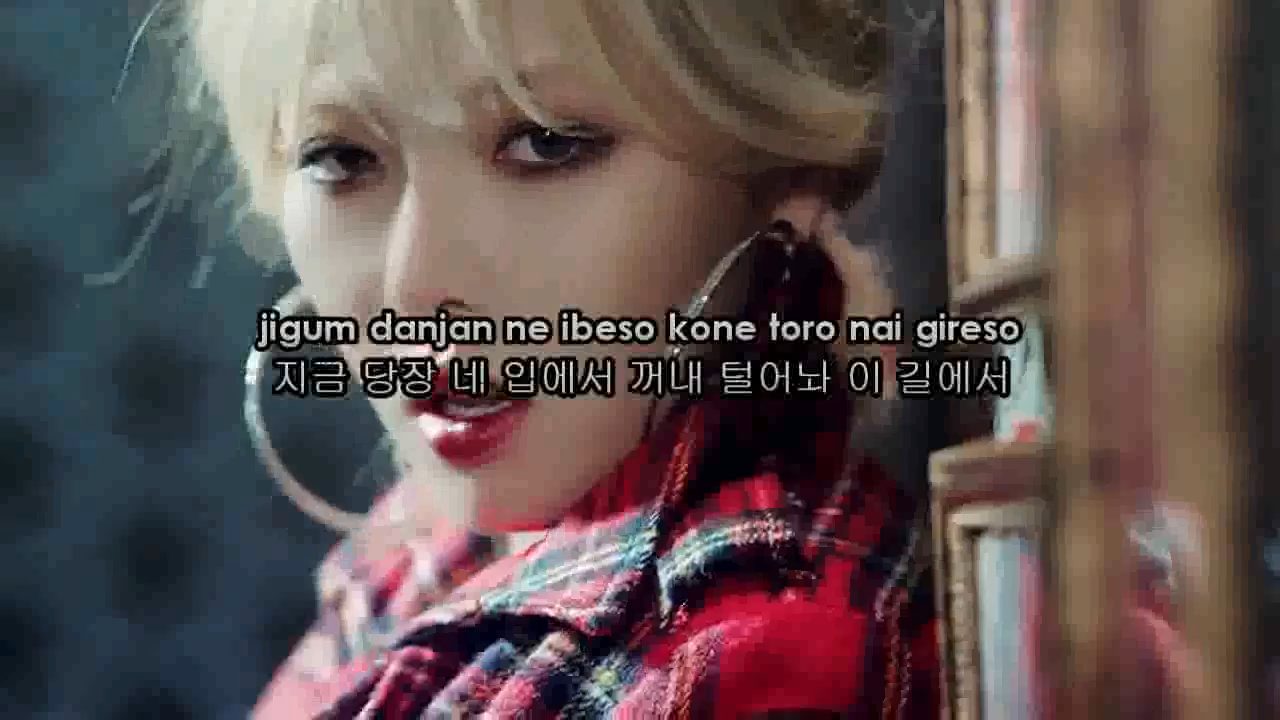 jigum danjan ne ibeso kone toro nai gireso
지금 당장 네 입에서 꺼내 털어놔 이 길에서